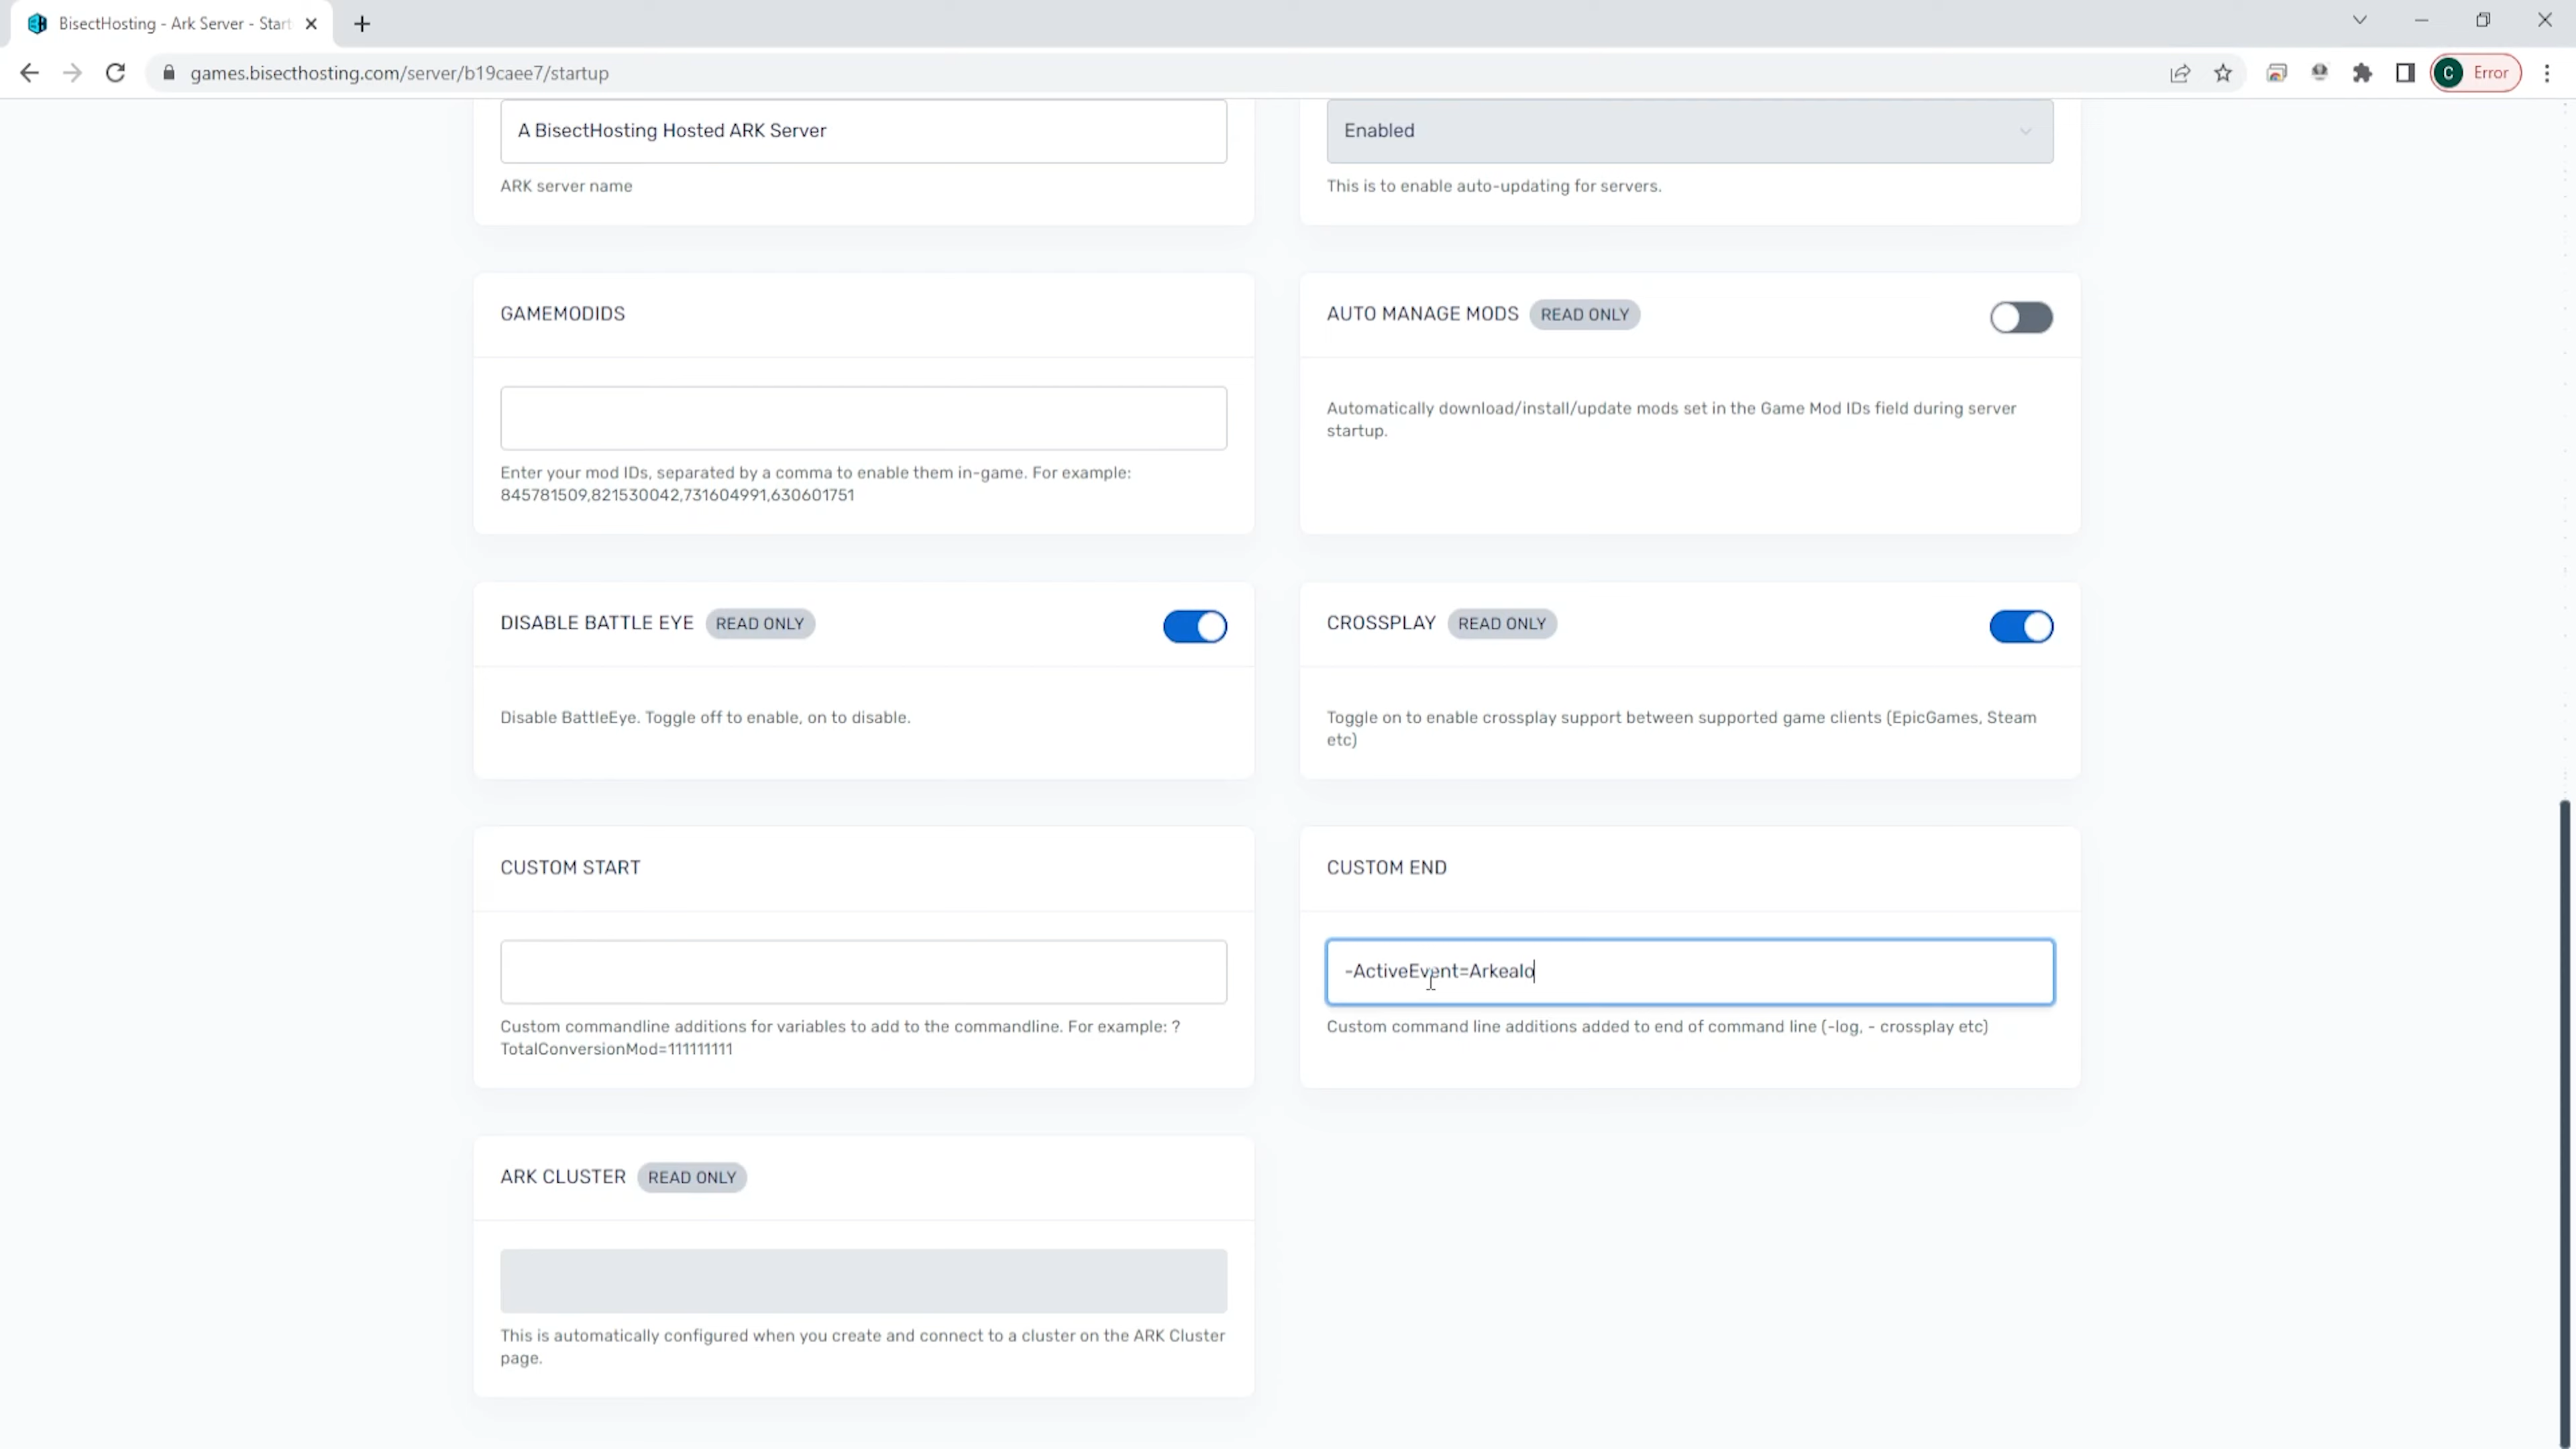 BisectHosting - Ark Server - Start
games.bisecthosting.com/server/b19caee7/startup
C Error
A BisectHosting Hosted ARK Server
ARK server name
Enabled
This is to enable auto-updating for servers.
GAMEMODIDS
Enter your mod IDs, separated by a comma to enable them in-game. For example:
845781509,821530042,731604991,630601751
AUTO MANAGE MODS READ ONLY
Automatically download/install/update mods set in the Game Mod IDs field during server
startup.
DISABLE BATTLE EYE READ ONLY
Disable BattleEye. Toggle off to enable, on to disable.
CROSSPLAY READ ONLY
Toggle on to enable crossplay support between supported game clients (EpicGames, Steam
etc)
CUSTOM START
Custom commandline additions for variables to add to the commandline. For example: ?
TotalConversionMod=111111111
CUSTOM END
-ActiveEvent=Arkealo
Custom command line additions added to end of command line (-log, - crossplay etc)
ARK CLUSTER READ ONLY
This is automatically configured when you create and connect to a cluster on the ARK Cluster
page.